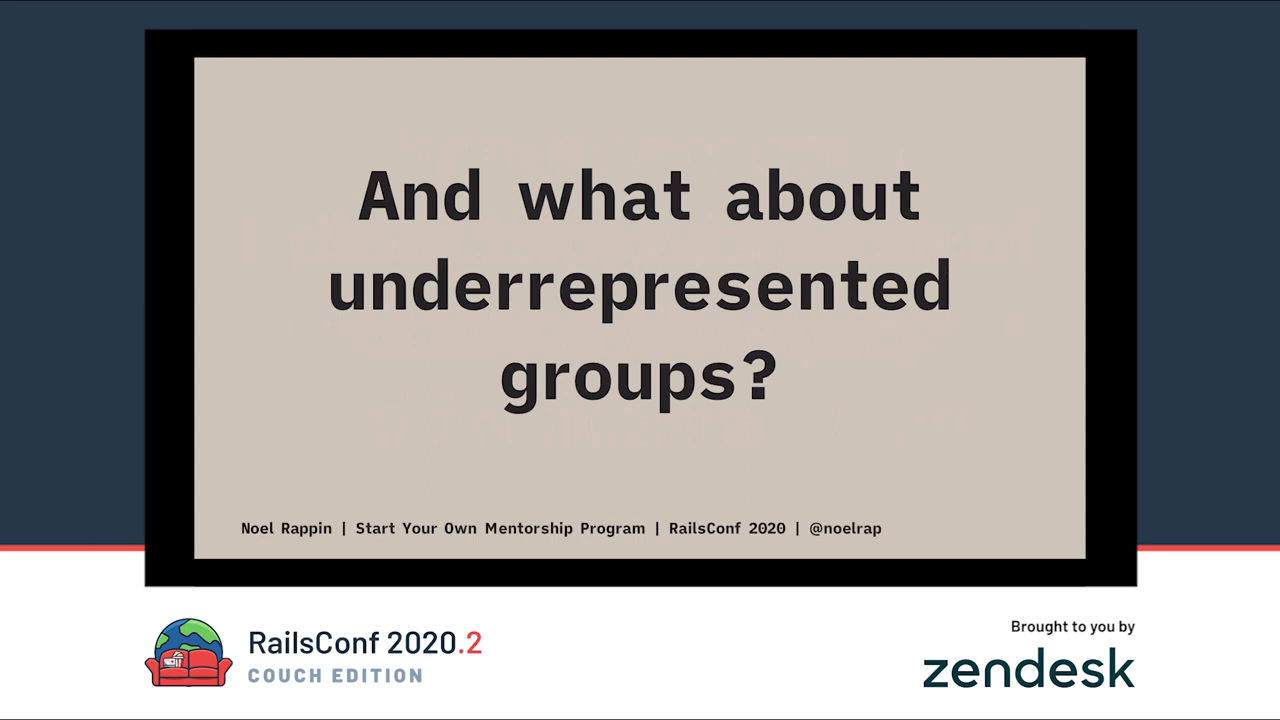 And what about
underrepresented
groups?
Noel Rappin | Start Your Own Mentorship Program | RailsConf 2020 | @noelrap
RailsConf 2020.2
COUCH EDITION
Brought to you by
zendesk